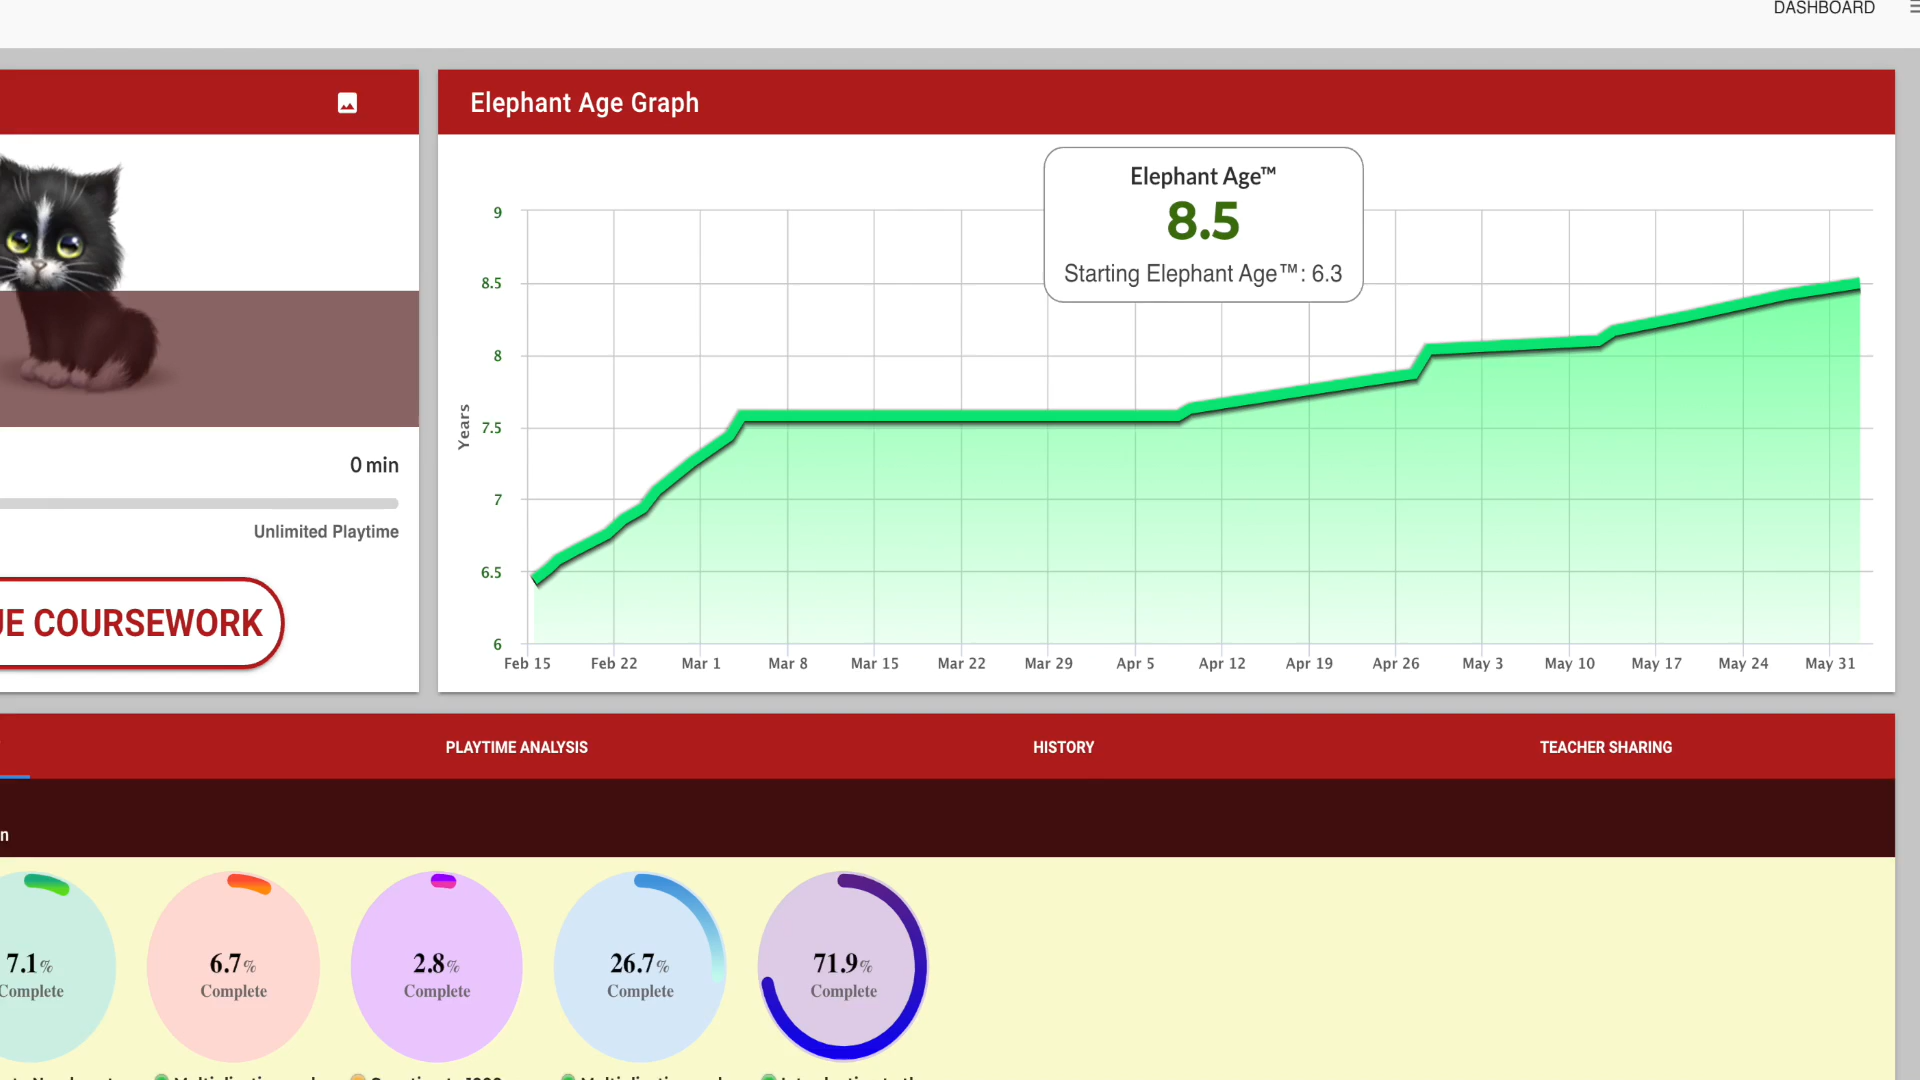 DASHBOARD
Elephant Age Graph
Elephant Age™
8.5
Starting Elephant Age™: 6.3
9
8.5
8
7.5
7
6.5
6
Years
Feb 15 Feb 22 Mar 1 Mar 8 Mar 15 Mar 22 Mar 29 Apr 5 Apr 12 Apr 19 Apr 26 May 3 May 10 May 17 May 24 May 31
0 min
Unlimited Playtime
UE COURSEWORK
PLAYTIME ANALYSIS
HISTORY
TEACHER SHARING
n
7.1%
Complete
6.7%
Complete
2.8%
Complete
26.7%
Complete
71.9%
Complete